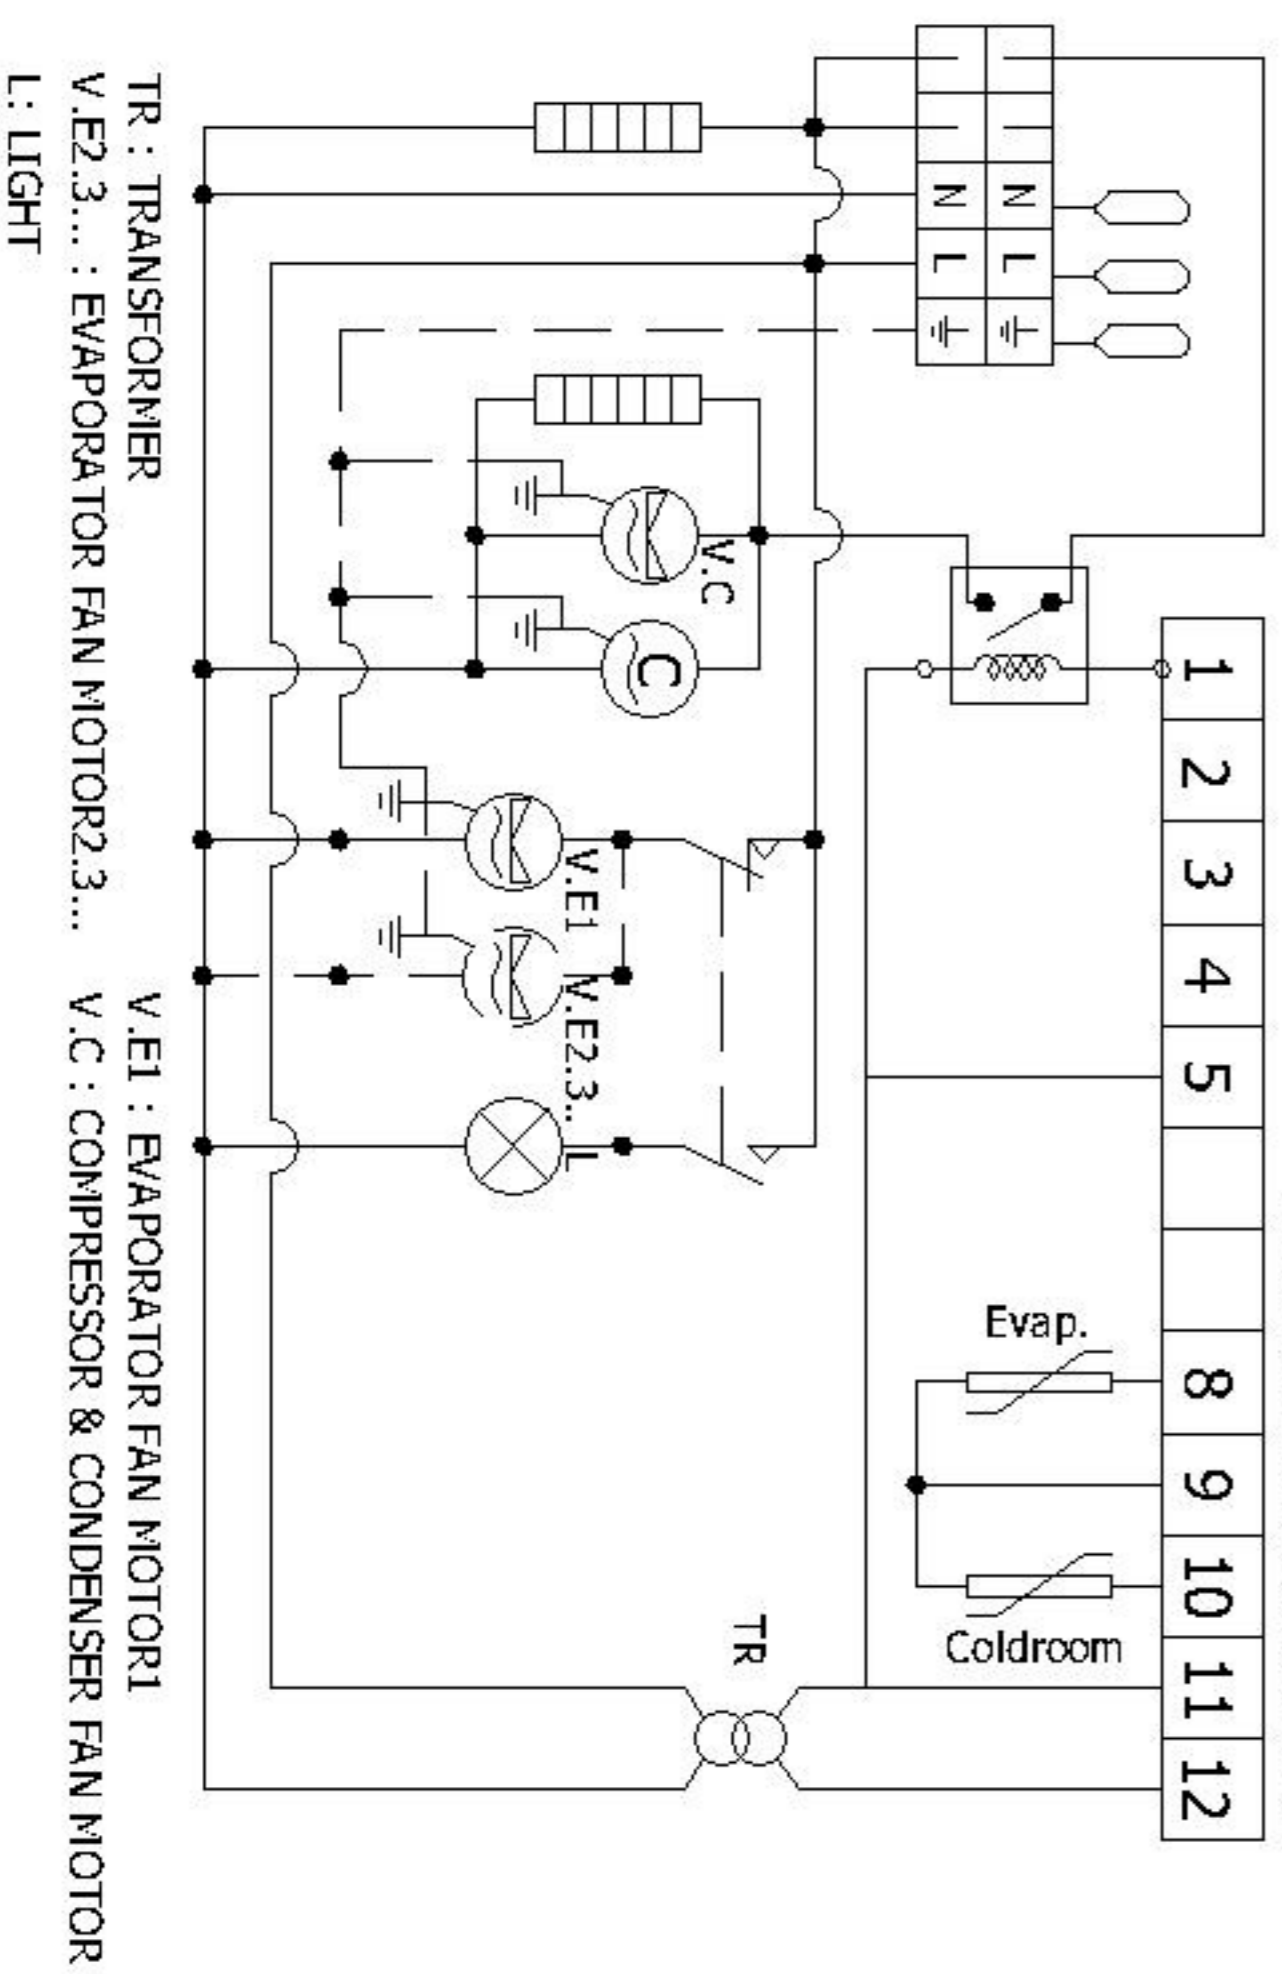 1
2
3
4
5
8
9
10
11
12
Evap.
Coldroom
N
L
N
L
V.C
C
V.E1
V.E2.3..
L
TR
TR : TRANSFORMER
V.E1 : EVAPORATOR FAN MOTOR1
V.E2.3... : EVAPORATOR FAN MOTOR2.3...
V.C : COMPRESSOR & CONDENSER FAN MOTOR
L: LIGHT